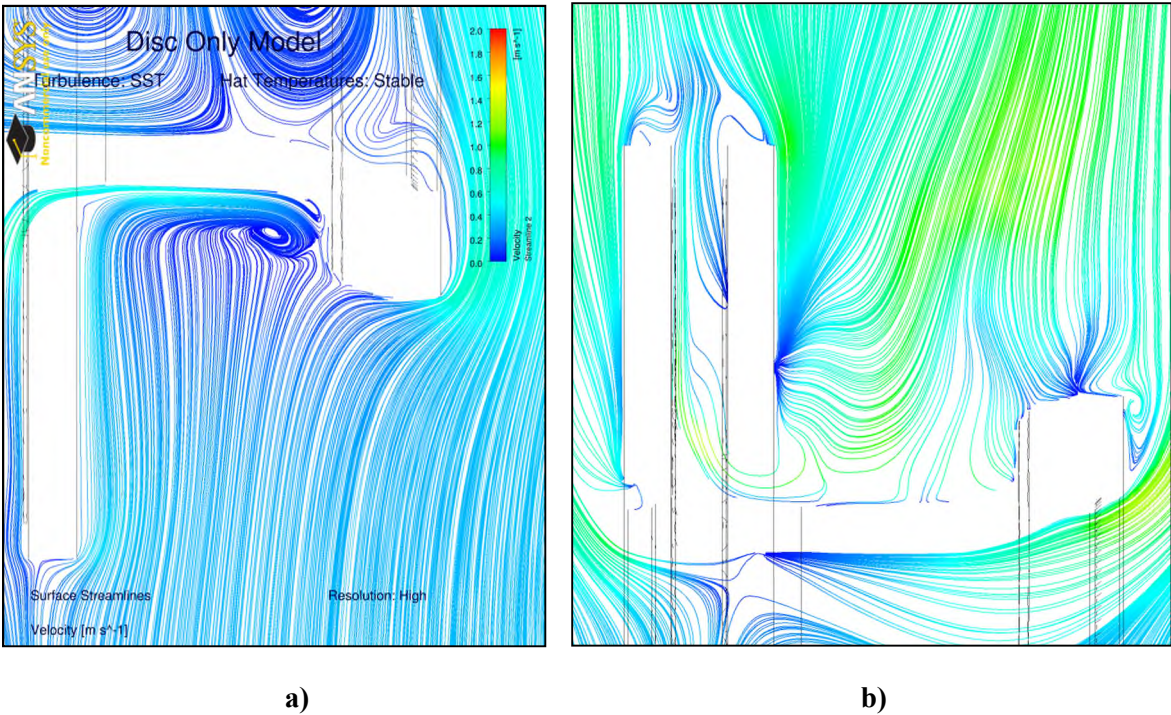 Disc Only Model
Turbulence: SST
Hat Temperatures: Stable
ANSYS
2.0
1.8
1.6
1.4
1.2
1.0
0.8
0.6
0.4
0.2
0.0
[m s^-1]
Velocity
Streamline 2
Surface Streamlines
Resolution: High
Velocity [m s^-1]
a)
b)